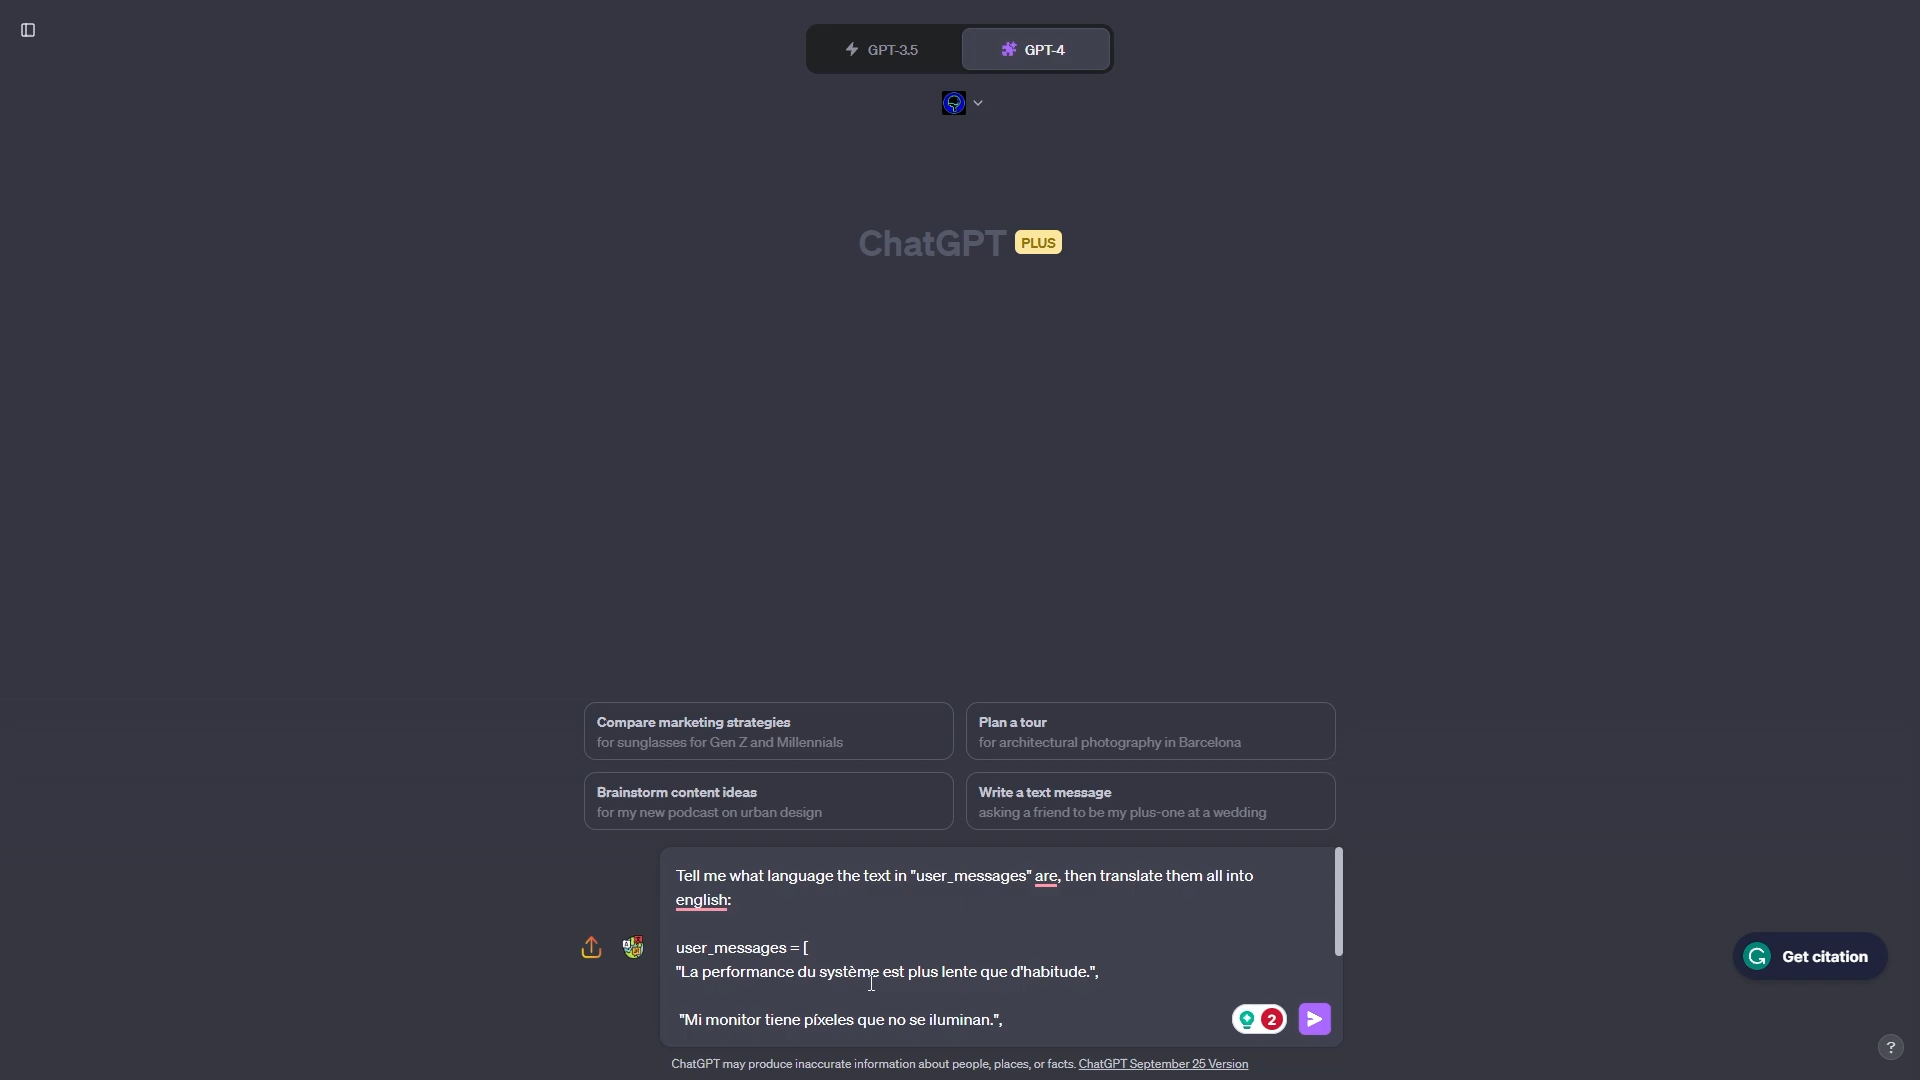 GPT-3.5
GPT-4
ChatGPT PLUS
Compare marketing strategies
for sunglasses for Gen Z and Millennials
Plan a tour
for architectural photography in Barcelona
Brainstorm content ideas
for my new podcast on urban design
Write a text message
asking a friend to be my plus-one at a wedding
Tell me what language the text in "user_messages" are, then translate them all into
english:
user_messages = [
"La performance du système est plus lente que d'habitude.",
"Mi monitor tiene píxeles que no se iluminan.",
2
G Get citation
ChatGPT may produce inaccurate information about people, places, or facts. ChatGPT September 25 Version
?